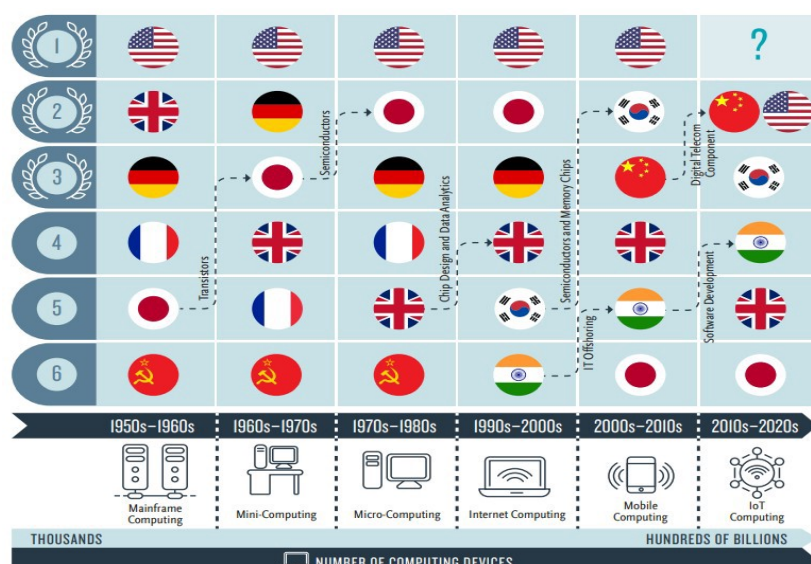 1
?
2
3
4
5
6
Transistors
Semiconductors
Chip Design and Data Analytics
Semiconductors and Memory Chips
IT Offshoring
Digital Telecom
Component
Software Development
1950s–1960s
1960s–1970s
1970s–1980s
1990s–2000s
2000s–2010s
2010s–2020s
Mainframe
Computing
Mini-Computing
Micro-Computing
Internet Computing
Mobile
Computing
IoT
Computing
THOUSANDS
HUNDREDS OF BILLIONS
NUMBER OF COMPUTING DEVICES